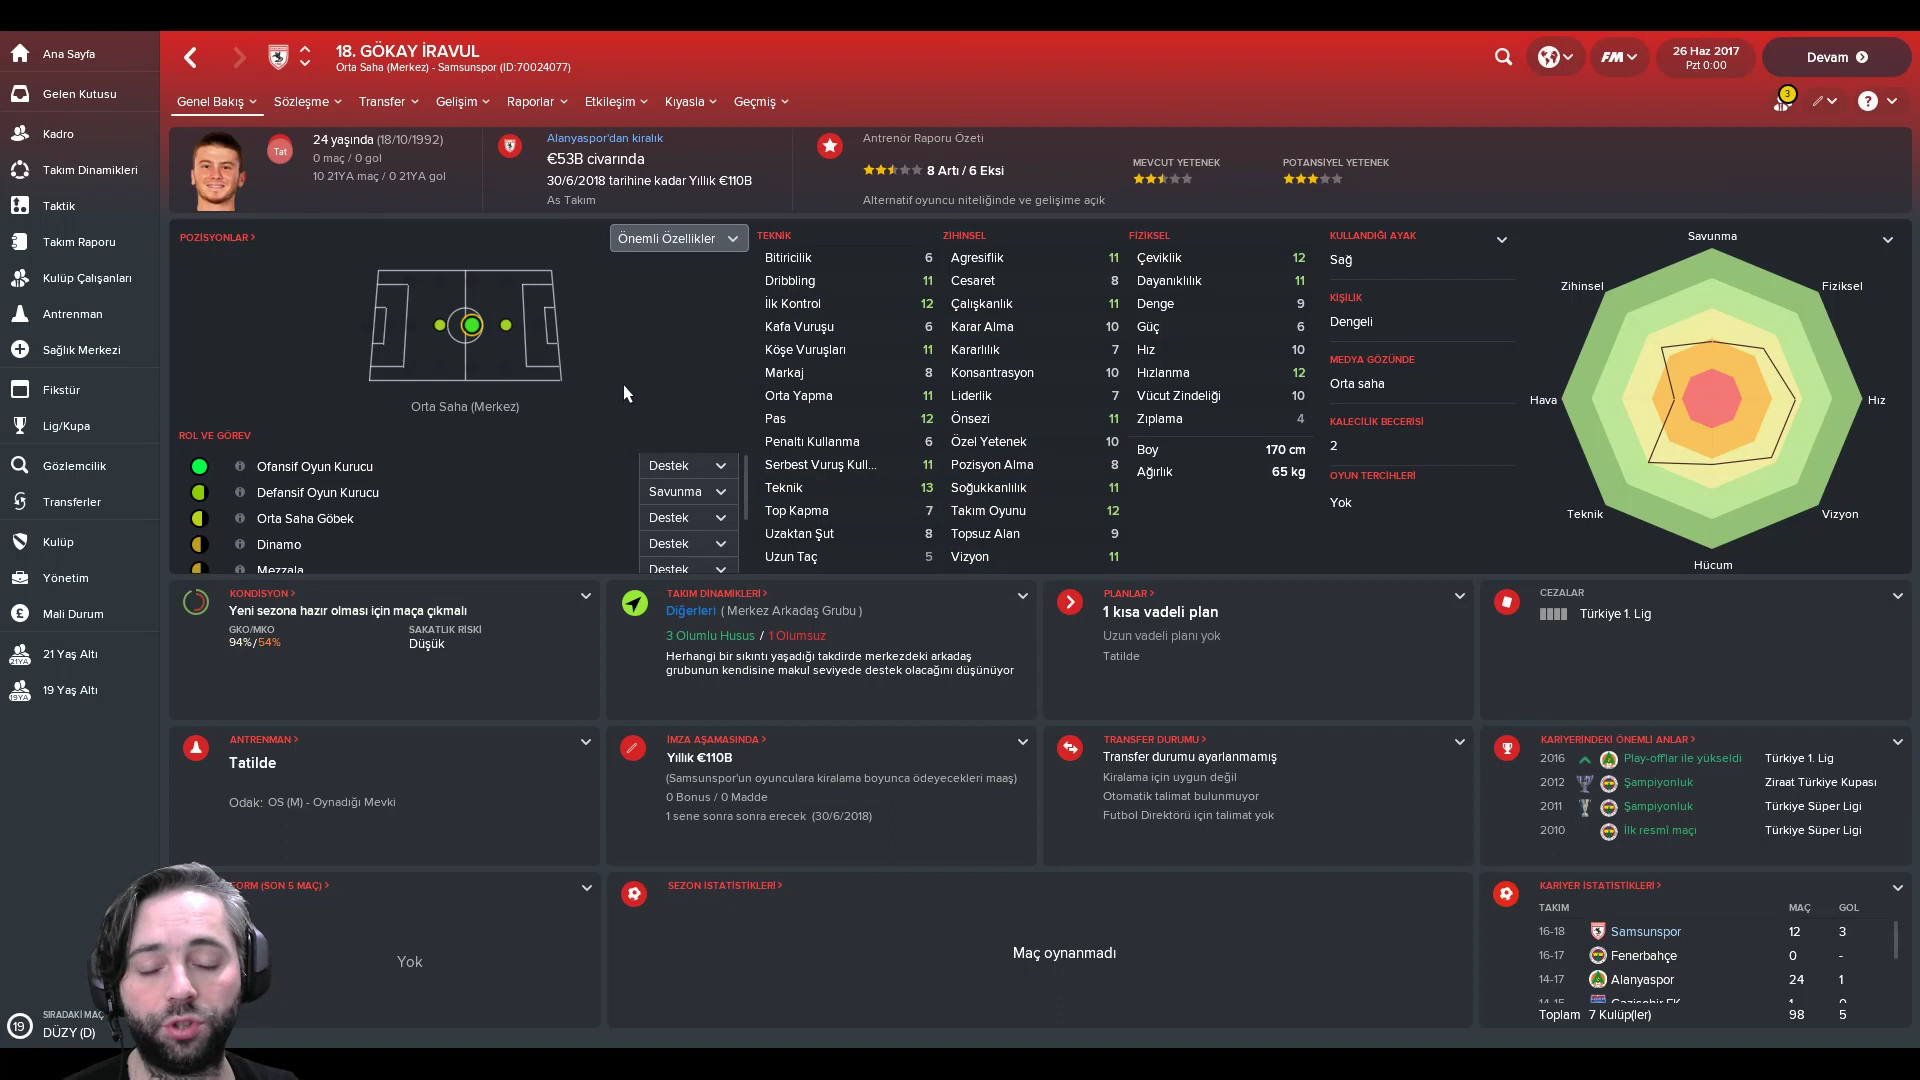 Ana Sayfa
Gelen Kutusu
Kadro
Takım Dinamikleri
Taktik
Takım Raporu
Kulüp Çalışanları
Antrenman
Sağlık Merkezi
Fikstür
Lig/Kupa
Gözlemcilik
Transferler
Kulüp
Yönetim
Mali Durum
21YA
21 Yaş Altı
19YA
19 Yaş Altı
19
SIRADAKİ MAÇ
DÜZY (D)
18. GÖKAY İRAVUL
Orta Saha (Merkez) - Samsunspor (ID:70024077)
FM
26 Haz 2017
Pzt 0:00
Devam
Genel Bakış
Sözleşme
Transfer
Gelişim
Raporlar
Etkileşim
Kıyasla
Geçmiş
3
?
Tat
24 yaşında (18/10/1992)
0 maç / 0 gol
10 21YA maç / 0 21YA gol
Alanyaspor'dan kiralık
€53B civarında
30/6/2018 tarihine kadar Yıllık €110B
As Takım
Antrenör Raporu Özeti
8 Artı / 6 Eksi
Alternatif oyuncu niteliğinde ve gelişime açık
MEVCUT YETENEK
POTANSİYEL YETENEK
POZİSYONLAR >
Önemli Özellikler
Orta Saha (Merkez)
ROL VE GÖREV
Ofansif Oyun Kurucu Destek
Defansif Oyun Kurucu Savunma
Orta Saha Göbek Destek
Dinamo Destek
Mezzala Destek
TEKNİK
Bitiricilik 6
Dribbling 11
İlk Kontrol 12
Kafa Vuruşu 6
Köşe Vuruşları 11
Markaj 8
Orta Yapma 11
Pas 12
Penaltı Kullanma 6
Serbest Vuruş Kull... 11
Teknik 13
Top Kapma 7
Uzaktan Şut 8
Uzun Taç 5
ZİHİNSEL
Agresiflik 11
Cesaret 8
Çalışkanlık 11
Karar Alma 10
Kararlılık 7
Konsantrasyon 10
Liderlik 7
Önsezi 11
Özel Yetenek 10
Pozisyon Alma 8
Soğukkanlılık 11
Takım Oyunu 12
Topsuz Alan 9
Vizyon 11
FİZİKSEL
Çeviklik 12
Dayanıklılık 11
Denge 9
Güç 6
Hız 10
Hızlanma 12
Vücut Zindeliği 10
Zıplama 4
Boy 170 cm
Ağırlık 65 kg
KULLANDIĞI AYAK
Sağ
KİŞİLİK
Dengeli
MEDYA GÖZÜNDE
Orta saha
KALECİLİK BECERİSİ
2
OYUN TERCİHLERİ
Yok
Savunma
Zihinsel
Fiziksel
Hava
Hız
Teknik
Vizyon
Hücum
KONDİSYON >
Yeni sezona hazır olması için maça çıkmalı
GKO/MKO
94%/54%
SAKATLIK RİSKİ
Düşük
TAKIM DİNAMİKLERİ >
Diğerleri ( Merkez Arkadaş Grubu )
3 Olumlu Husus / 1 Olumsuz
Herhangi bir sıkıntı yaşadığı takdirde merkezdeki arkadaş
grubunun kendisine makul seviyede destek olacağını düşünüyor
PLANLAR >
1 kısa vadeli plan
Uzun vadeli planı yok
Tatilde
CEZALAR
Türkiye 1. Lig
ANTRENMAN >
Tatilde
Odak: OS (M) - Oynadığı Mevki
İMZA AŞAMASINDA >
Yıllık €110B
(Samsunspor'un oyunculara kiralama boyunca ödeyecekleri maaş)
0 Bonus / 0 Madde
1 sene sonra sonra erecek (30/6/2018)
TRANSFER DURUMU >
Transfer durumu ayarlanmamış
Kiralama için uygun değil
Otomatik talimat bulunmuyor
Futbol Direktörü için talimat yok
KARİYERİNDEKİ ÖNEMLİ ANLAR >
2016 Play-off'lar ile yükseldi Türkiye 1. Lig
2012 Şampiyonluk Ziraat Türkiye Kupası
2011 Şampiyonluk Türkiye Süper Ligi
2010 İlk resmî maçı Türkiye Süper Ligi
FORM (SON 5 MAÇ) >
Yok
SEZON İSTATİSTİKLERİ >
Maç oynanmadı
KARİYER İSTATİSTİKLERİ >
TAKIM MAÇ GOL
16-18 Samsunspor 12 3
16-17 Fenerbahçe 0 -
14-17 Alanyaspor 24 1
14-15 Gazişehir FK 1 0
Toplam 7 Kulüp(ler) 98 5